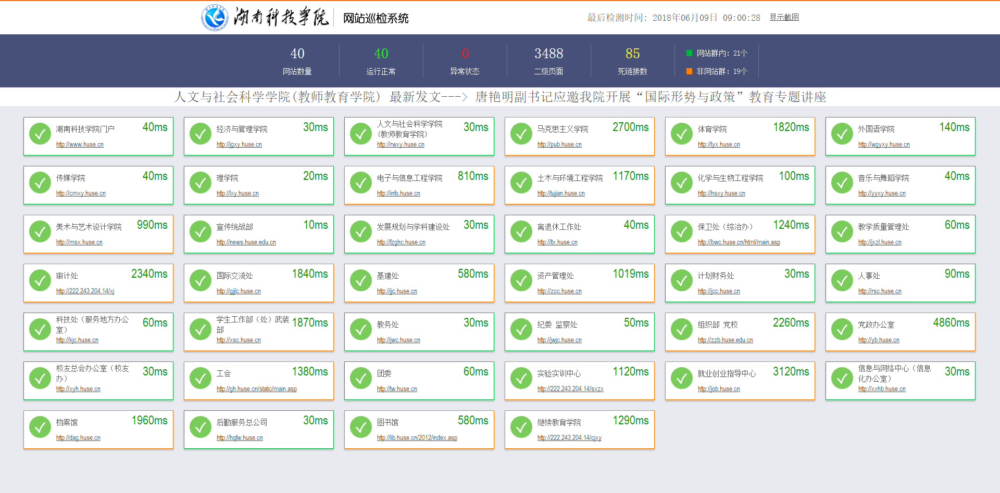 湖南科技学院 网站巡检系统
最后检测时间: 2018年06月09日 09:00:28 显示截图
40 40 0 3488 85 网站群内: 21个
网站数量 运行正常 异常状态 二级页面 死链接数 非网站群: 19个
人文与社会科学学院(教师教育学院) 最新发文---> 唐艳明副书记应邀我院开展“国际形势与政策”教育专题讲座
湖南科技学院门户 40ms
http://www.huse.cn
经济与管理学院 30ms
http://jgxy.huse.cn
人文与社会科学学院 30ms
(教师教育学院)
http://rwxy.huse.cn
马克思主义学院 2700ms
http://pub.huse.cn
体育学院 1820ms
http://tyx.huse.cn
外国语学院 140ms
http://wgyxy.huse.cn
传媒学院 40ms
http://cmxy.huse.cn
理学院 20ms
http://lxy.huse.cn
电子与信息工程学院 810ms
http://info.huse.cn
土木与环境工程学院 1170ms
http://tujian.huse.cn
化学与生物工程学院 100ms
http://hsxy.huse.cn
音乐与舞蹈学院 40ms
http://yyxy.huse.cn
美术与艺术设计学院 990ms
http://msx.huse.cn
宣传统战部 10ms
http://news.huse.edu.cn
发展规划与学科建设处 30ms
http://fzghc.huse.cn
离退休工作处 40ms
http://ltx.huse.cn
保卫处（综治办） 1240ms
http://bwc.huse.cn/html/main.asp
教学质量管理处 60ms
http://jxzl.huse.cn
审计处 2340ms
http://222.243.204.14/xj
国际交流处 1840ms
http://gjjlc.huse.cn
基建处 580ms
http://jjc.huse.cn
资产管理处 1019ms
http://zcc.huse.cn
计划财务处 30ms
http://jcc.huse.cn
人事处 90ms
http://rsc.huse.cn
科技处（服务地方办公 60ms
室）
http://kjc.huse.cn
学生工作部（处）武装 1870ms
部
http://xsc.huse.cn
教务处 30ms
http://jwc.huse.cn
纪委 监察处 50ms
http://jwjc.huse.cn
组织部 党校 2260ms
http://zzb.huse.edu.cn
党政办公室 4860ms
http://yb.huse.cn
校友总会办公室（校友 30ms
办）
http://xyh.huse.cn
工会 1380ms
http://gh.huse.cn/static/main.asp
团委 60ms
http://tw.huse.cn
实验实训中心 1120ms
http://222.243.204.14/sxzx
就业创业指导中心 3120ms
http://job.huse.cn
信息与网络中心（信息 30ms
化办公室）
http://xxhb.huse.cn
档案馆 1960ms
http://dag.huse.cn
后勤服务总公司 30ms
http://hqfw.huse.cn
图书馆 580ms
http://lib.huse.cn/2012/index.asp
继续教育学院 1290ms
http://222.243.204.14/cjxy